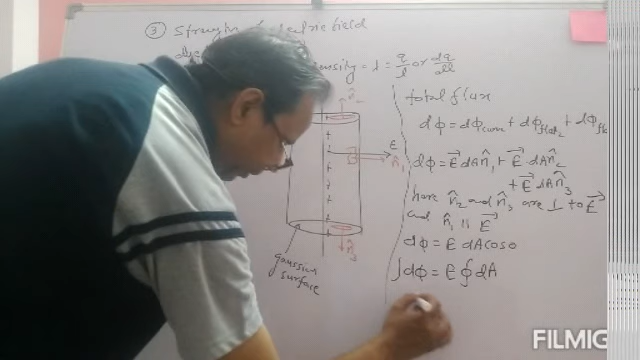 ③ Strength of electric field
density = λ = q/l or dq/dl
total flux
dφ = dφcurv + dφflat₂ + dφfl
dφ = E⃗ dA n̂₁ + E⃗ dA n̂₂
+ E⃗ dA n̂₃
here n̂₂ and n̂₃ are ⊥ to E⃗
and n̂₁ is E⃗
dφ = E dA cos0
∫dφ = E ∮ dA
n̂₂
E
n̂₁
n̂₃
gaussian
surface
FILMIG